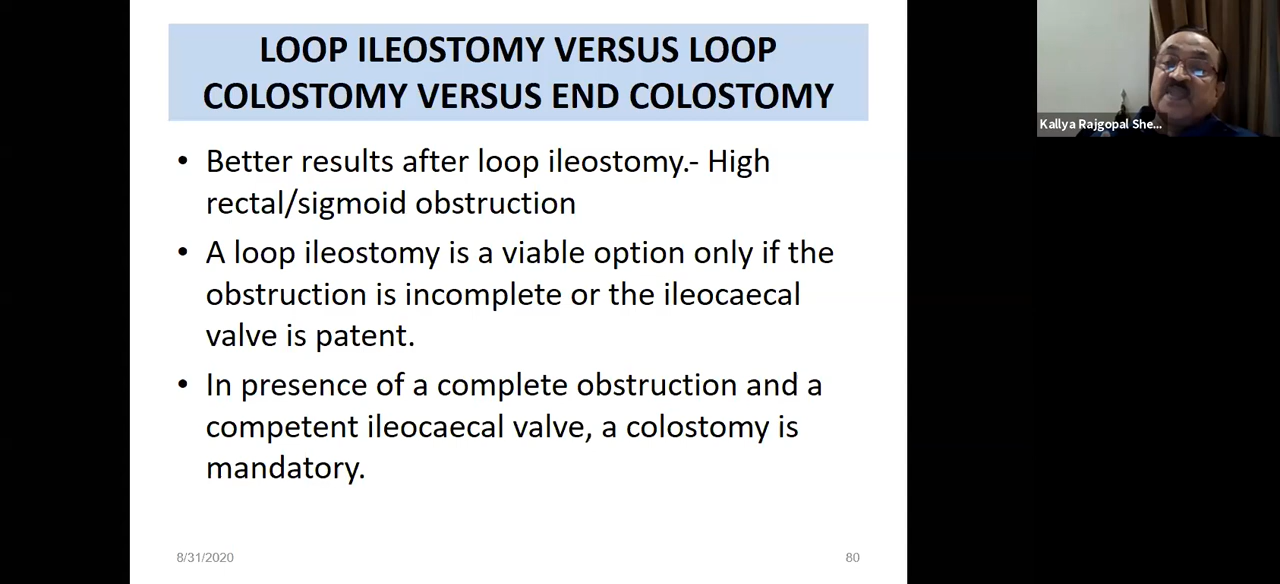 LOOP ILEOSTOMY VERSUS LOOP
COLOSTOMY VERSUS END COLOSTOMY
• Better results after loop ileostomy.- High
rectal/sigmoid obstruction
• A loop ileostomy is a viable option only if the
obstruction is incomplete or the ileocaecal
valve is patent.
• In presence of a complete obstruction and a
competent ileocaecal valve, a colostomy is
mandatory.
8/31/2020
80
Kallya Rajgopal She...